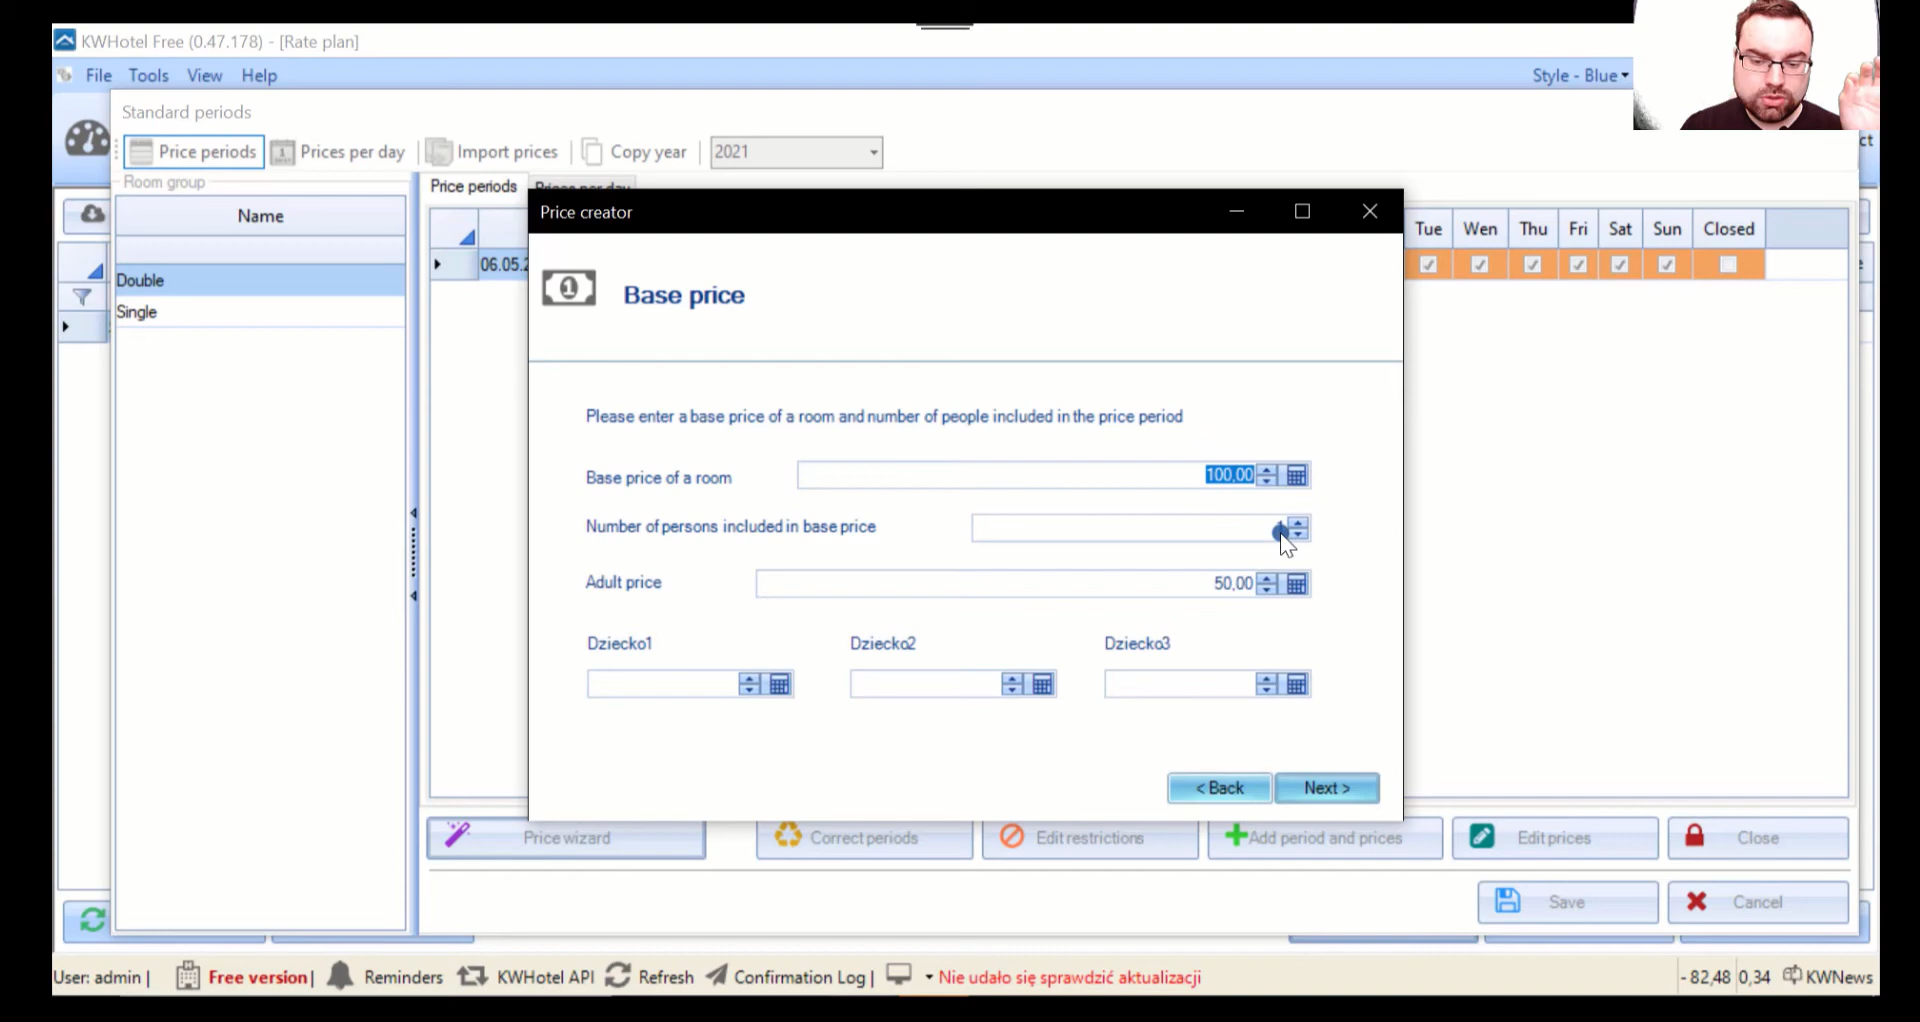 KWHotel Free (0.47.178) - [Rate plan]
File Tools View Help Style - Blue
Standard periods
Price periods Prices per day Import prices Copy year 2021
Room group
Name
Double
Single
Price periods
Price creator
Tue Wen Thu Fri Sat Sun Closed
06.05.2
Base price
Please enter a base price of a room and number of people included in the price period
Base price of a room 100,00
Number of persons included in base price
Adult price 50,00
Dziecko1 Dziecko2 Dziecko3
< Back Next >
Price wizard Correct periods Edit restrictions Add period and prices Edit prices Close
Save Cancel
User: admin | Free version | Reminders KWHotel API Refresh Confirmation Log | Nie udało się sprawdzić aktualizacji - 82,48 0,34 KWNews